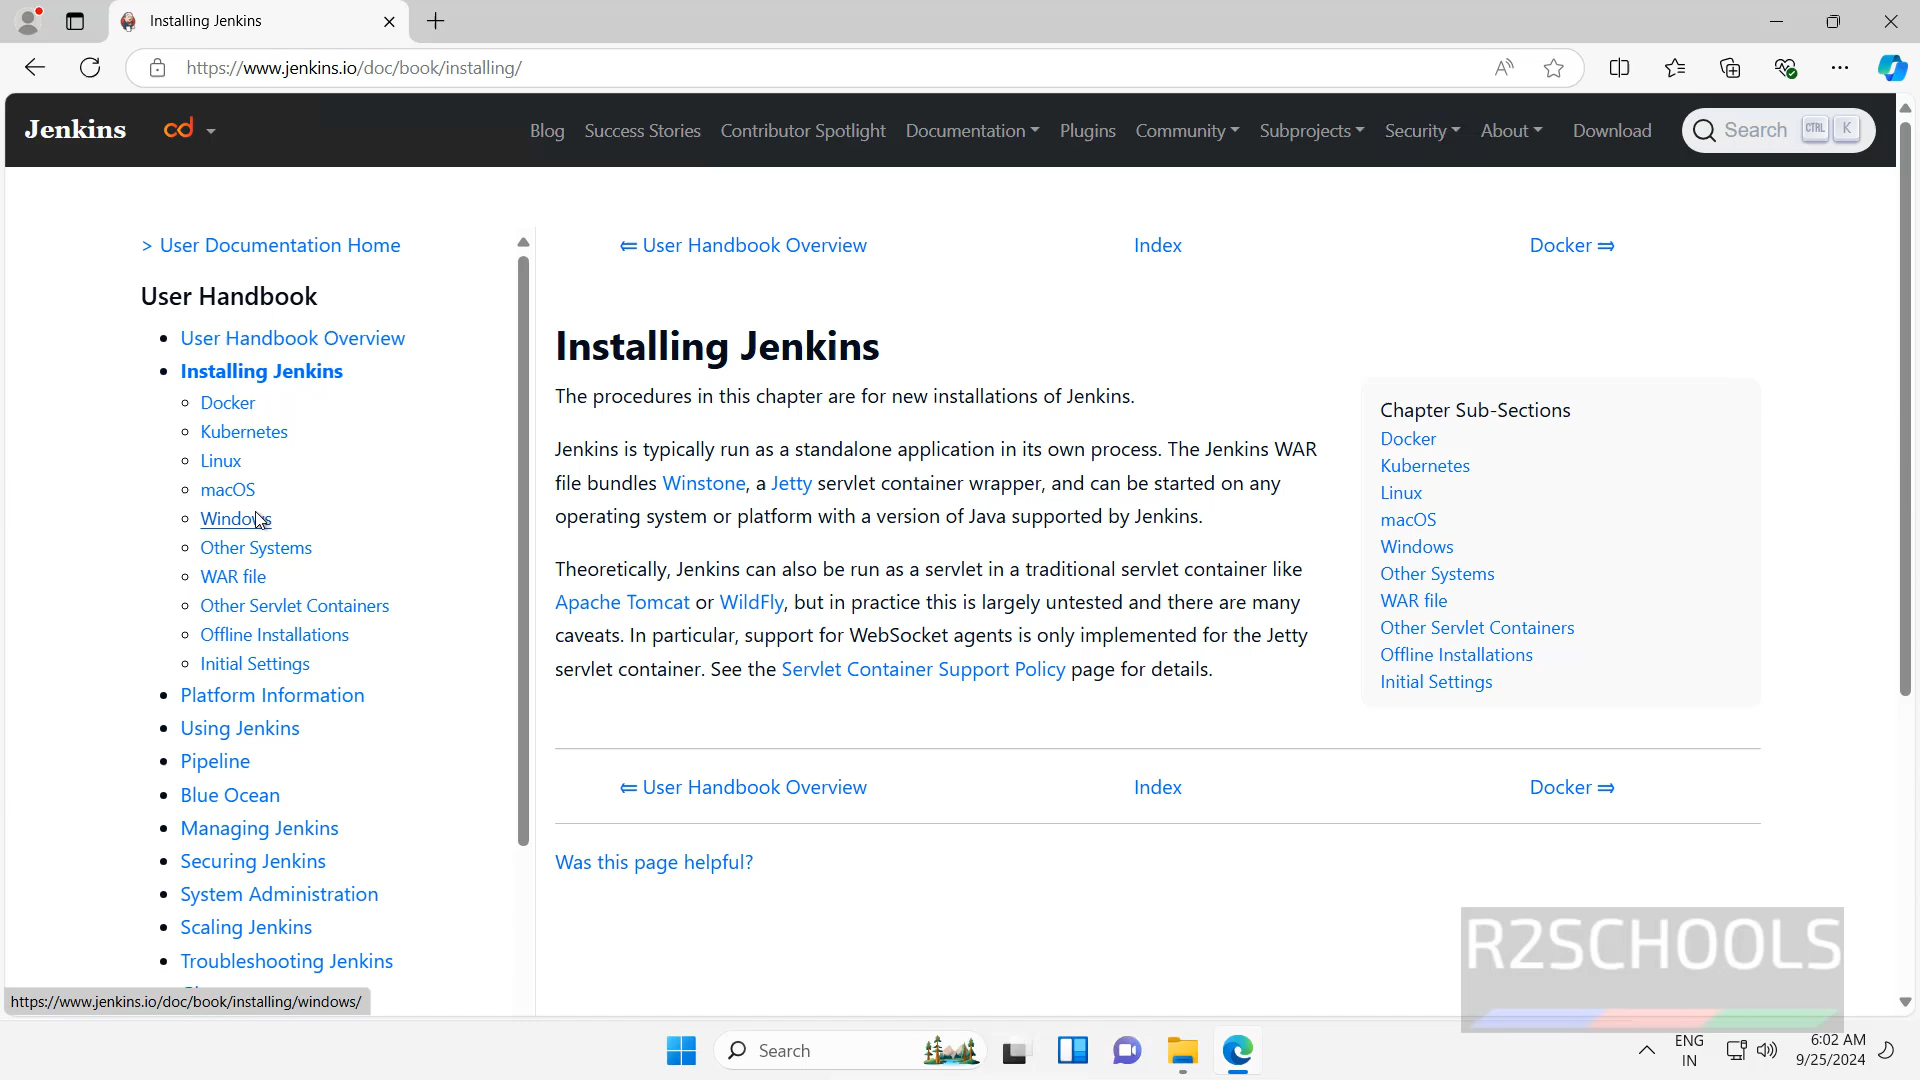 Installing Jenkins
https://www.jenkins.io/doc/book/installing/
Jenkins
cd
Blog
Success Stories
Contributor Spotlight
Documentation
Plugins
Community
Subprojects
Security
About
Download
Search CTRL K
> User Documentation Home
User Handbook
User Handbook Overview
Installing Jenkins
Docker
Kubernetes
Linux
macOS
Windows
Other Systems
WAR file
Other Servlet Containers
Offline Installations
Initial Settings
Platform Information
Using Jenkins
Pipeline
Blue Ocean
Managing Jenkins
Securing Jenkins
System Administration
Scaling Jenkins
Troubleshooting Jenkins
https://www.jenkins.io/doc/book/installing/windows/
⇐ User Handbook Overview
Index
Docker ⇒
Installing Jenkins
The procedures in this chapter are for new installations of Jenkins.
Jenkins is typically run as a standalone application in its own process. The Jenkins WAR
file bundles Winstone, a Jetty servlet container wrapper, and can be started on any
operating system or platform with a version of Java supported by Jenkins.
Theoretically, Jenkins can also be run as a servlet in a traditional servlet container like
Apache Tomcat or WildFly, but in practice this is largely untested and there are many
caveats. In particular, support for WebSocket agents is only implemented for the Jetty
servlet container. See the Servlet Container Support Policy page for details.
Chapter Sub-Sections
Docker
Kubernetes
Linux
macOS
Windows
Other Systems
WAR file
Other Servlet Containers
Offline Installations
Initial Settings
⇐ User Handbook Overview
Index
Docker ⇒
Was this page helpful?
R2SCHOOLS
Search
ENG
IN
6:02 AM
9/25/2024